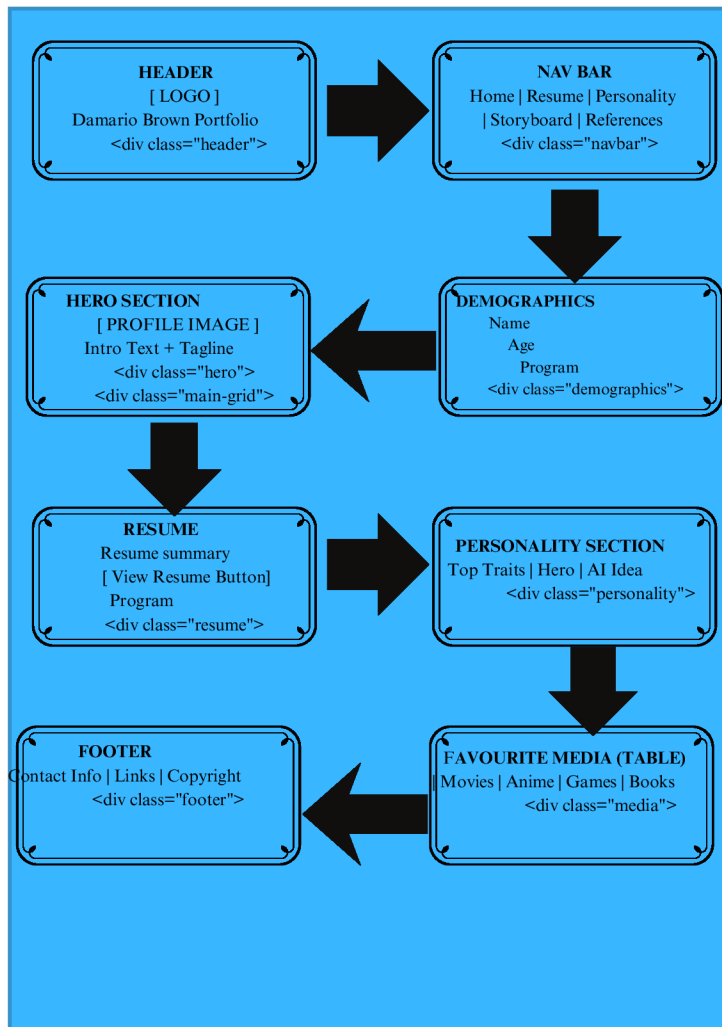 HEADER
[ LOGO ]
Damario Brown Portfolio
<div class="header">
NAV BAR
Home | Resume | Personality
| Storyboard | References
<div class="navbar">
DEMOGRAPHICS
Name
Age
Program
<div class="demographics">
HERO SECTION
[ PROFILE IMAGE ]
Intro Text + Tagline
<div class="hero">
<div class="main-grid">
RESUME
Resume summary
[ View Resume Button]
Program
<div class="resume">
PERSONALITY SECTION
Top Traits | Hero | AI Idea
<div class="personality">
FAVOURITE MEDIA (TABLE)
| Movies | Anime | Games | Books
<div class="media">
FOOTER
Contact Info | Links | Copyright
<div class="footer">